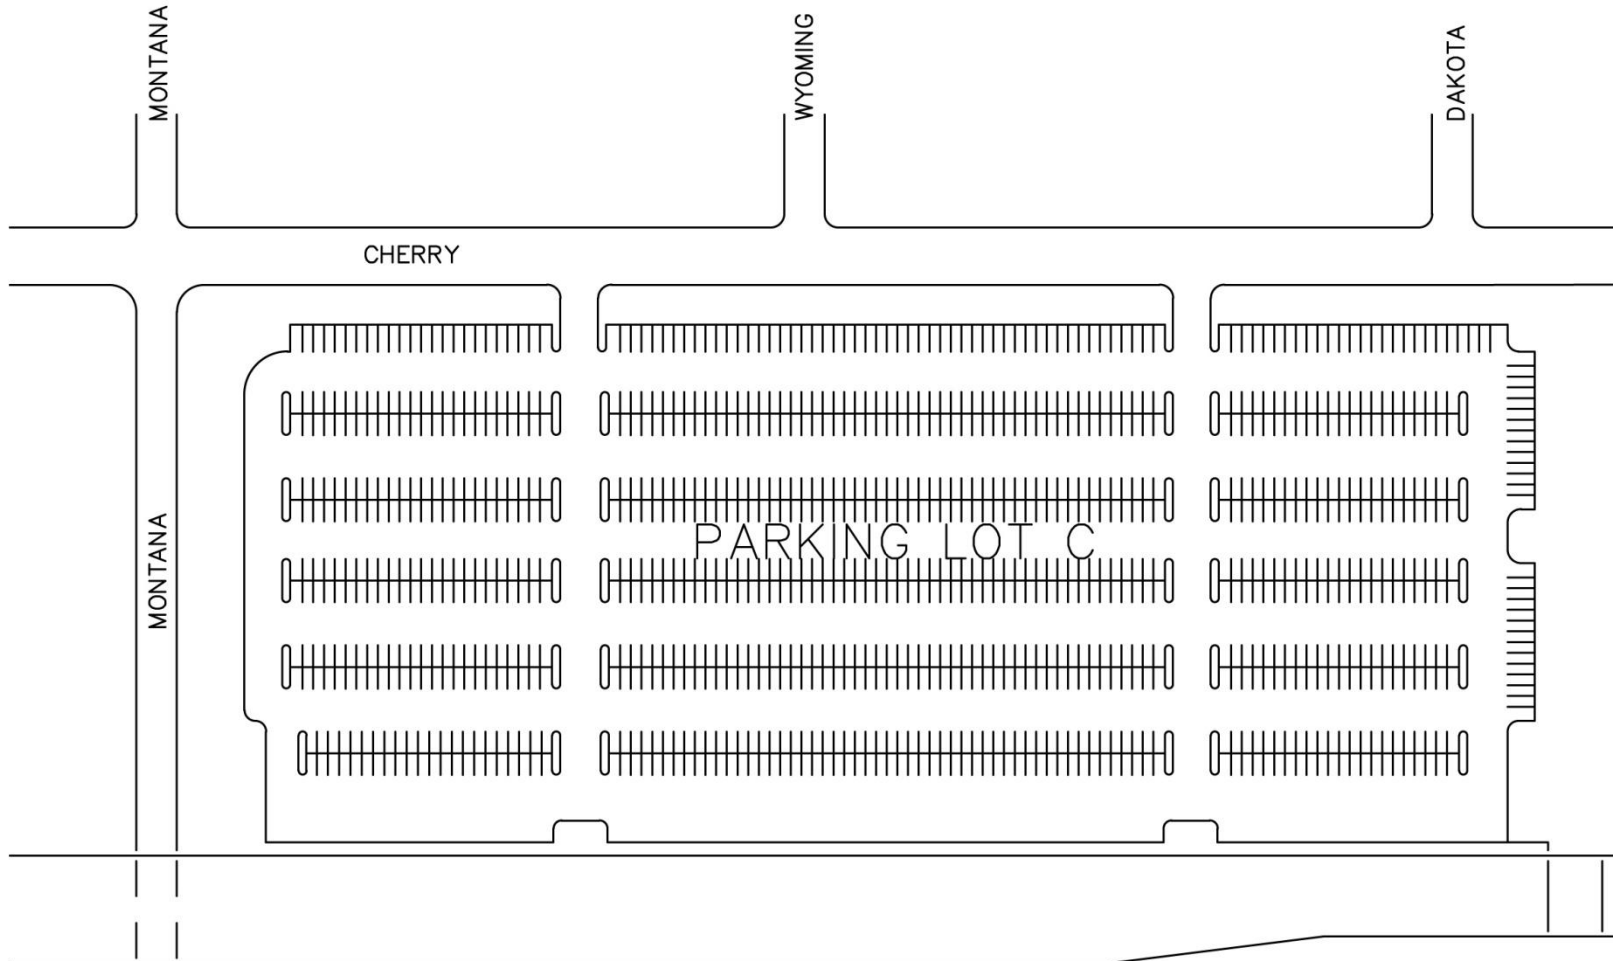 MONTANA
WYOMING
DAKOTA
CHERRY
MONTANA
PARKING LOT C